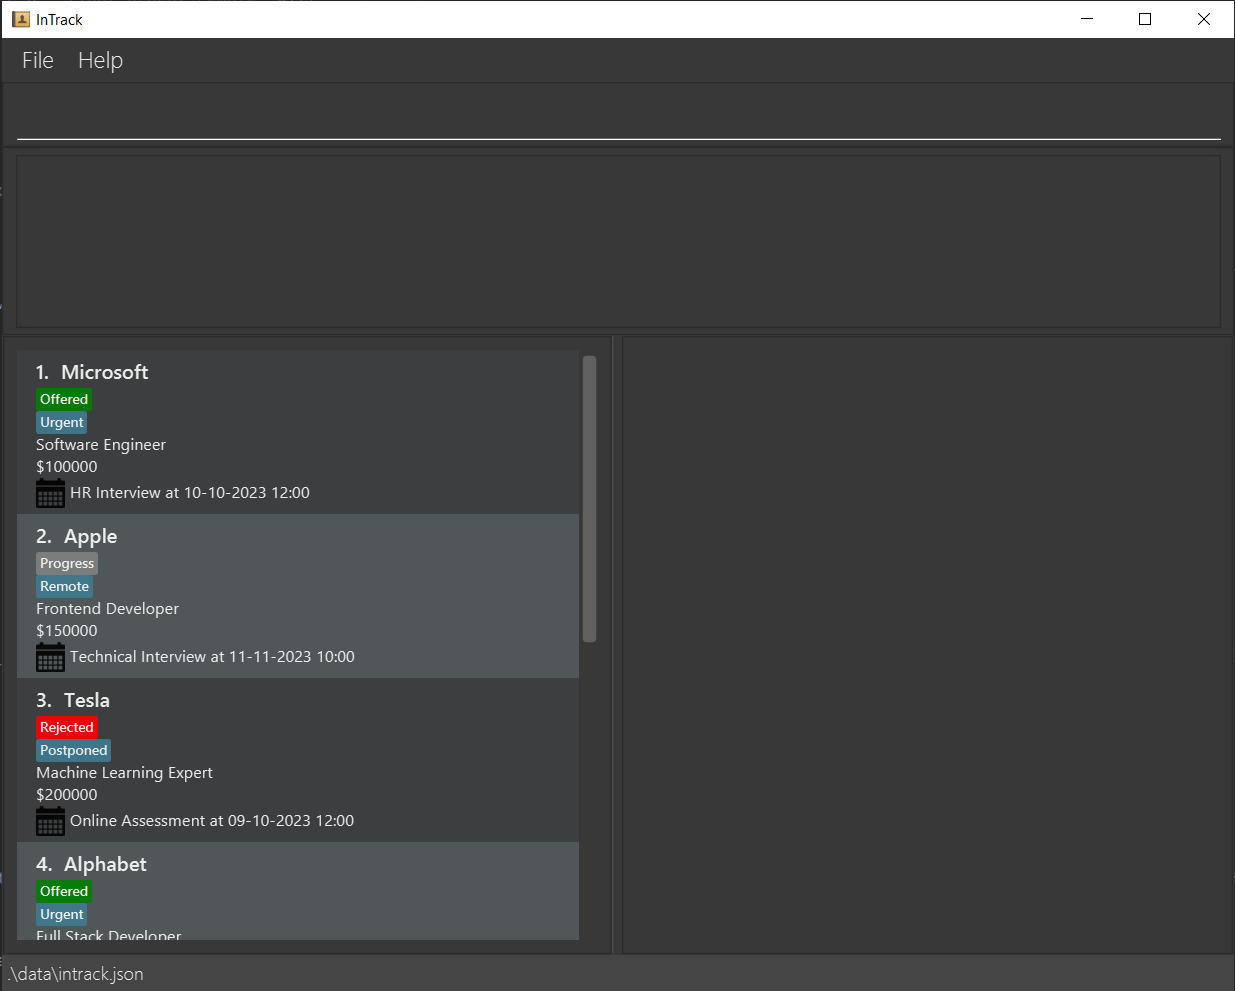 InTrack
File Help
1. Microsoft
Offered
Urgent
Software Engineer
$100000
HR Interview at 10-10-2023 12:00
2. Apple
Progress
Remote
Frontend Developer
$150000
Technical Interview at 11-11-2023 10:00
3. Tesla
Rejected
Postponed
Machine Learning Expert
$200000
Online Assessment at 09-10-2023 12:00
4. Alphabet
Offered
Urgent
Full Stack Developer
.\data\intrack.json